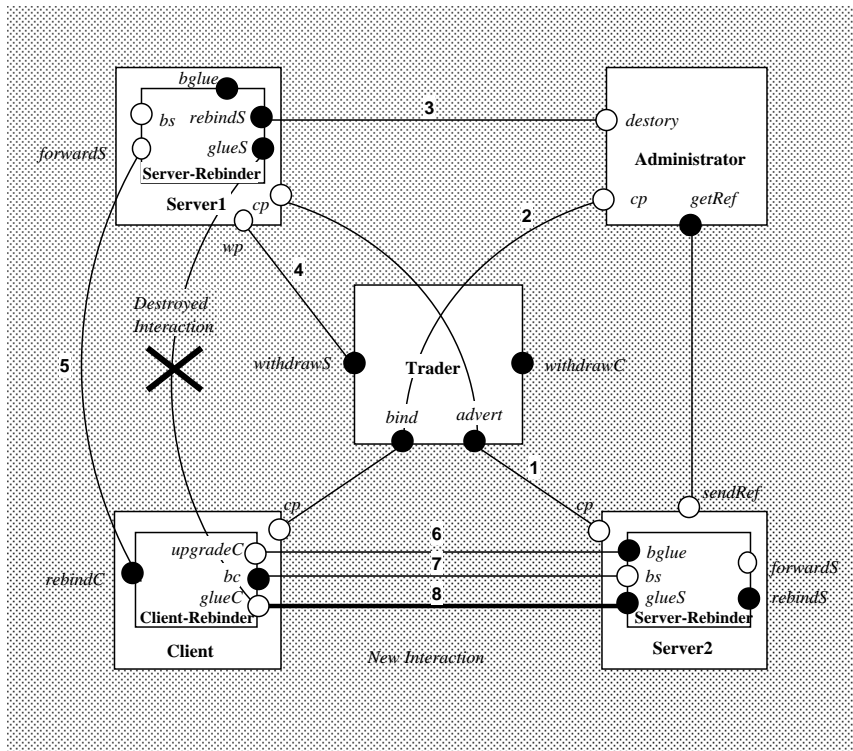 bglue
bs
rebindS
glueS
forwardS
Server-Rebinder
Server1
cp
wp
3
destory
Administrator
cp
getRef
2
4
Destroyed
Interaction
5
withdrawS
Trader
withdrawC
bind
advert
1
cp
cp
sendRef
upgradeC
bc
glueC
rebindC
Client-Rebinder
Client
6
7
8
New Interaction
bglue
bs
glueS
forwardS
rebindS
Server-Rebinder
Server2